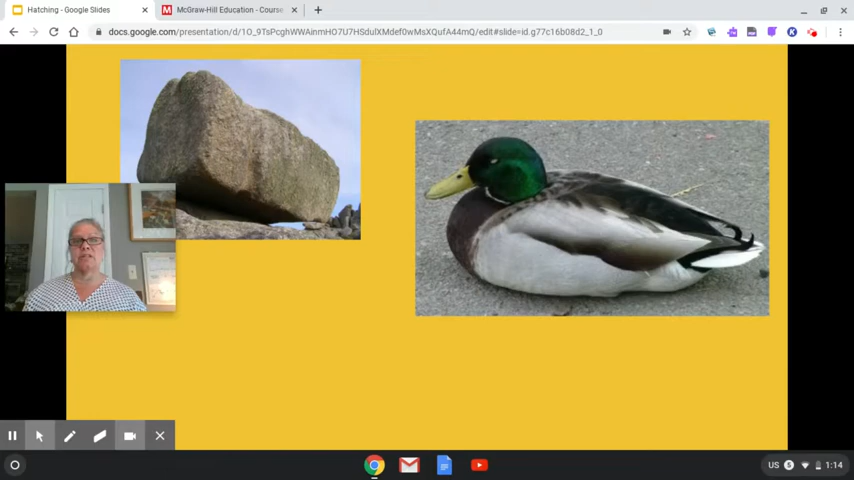 Hatching - Google Slides
McGraw-Hill Education - Course
docs.google.com/presentation/d/1O_9TsPcghWWAinmHO7U7HSdulXMdef0wMsXQufA44mQ/edit#slide=id.g77c16b08d2_1_0
US 5 1:14